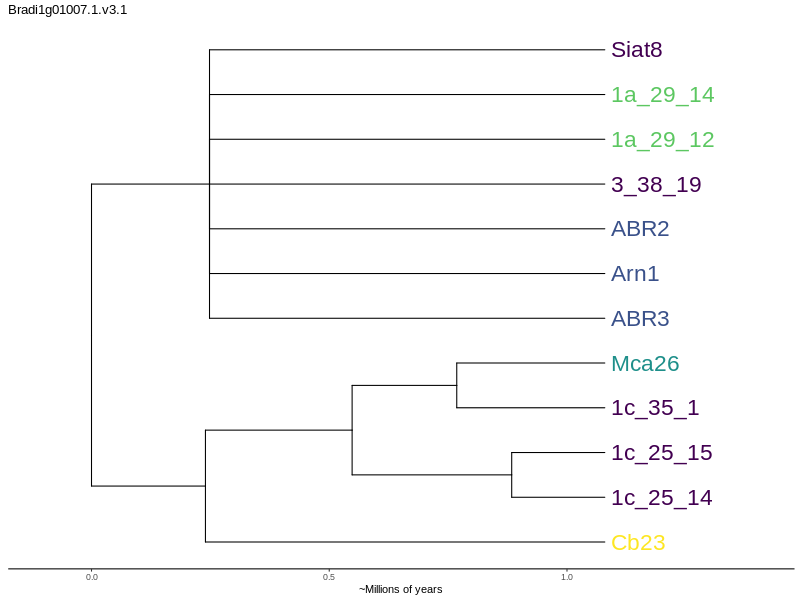 Bradi1g01007.1.v3.1
Siat8
1a_29_14
1a_29_12
3_38_19
ABR2
Arn1
ABR3
Mca26
1c_35_1
1c_25_15
1c_25_14
Cb23
0.0 0.5 1.0
~Millions of years